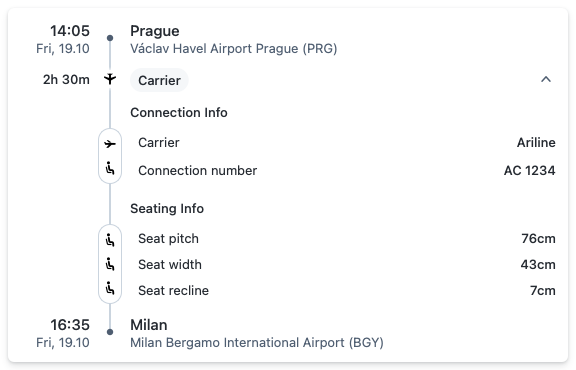 14:05 Prague
Fri, 19.10 Václav Havel Airport Prague (PRG)
2h 30m Carrier
Connection Info
Carrier Ariline
Connection number AC 1234
Seating Info
Seat pitch 76cm
Seat width 43cm
Seat recline 7cm
16:35 Milan
Fri, 19.10 Milan Bergamo International Airport (BGY)